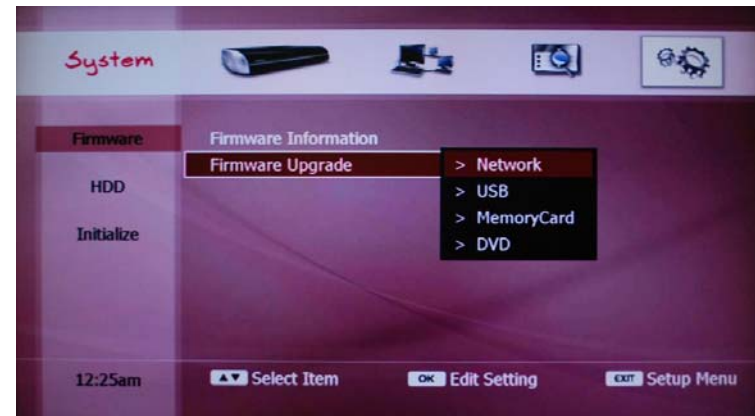 System
Firmware
Firmware Information
Firmware Upgrade
> Network
> USB
> MemoryCard
> DVD
HDD
Initialize
12:25am
▲▼ Select Item
OK Edit Setting
EXIT Setup Menu